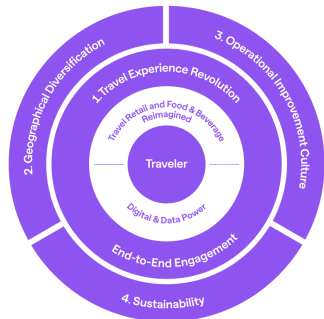 2. Geographical Diversification
3. Operational Improvement Culture
1. Travel Experience Revolution
Travel Retail and Food & Beverage
Reimagined
Traveler
Digital & Data Power
End-to-End Engagement
4. Sustainability